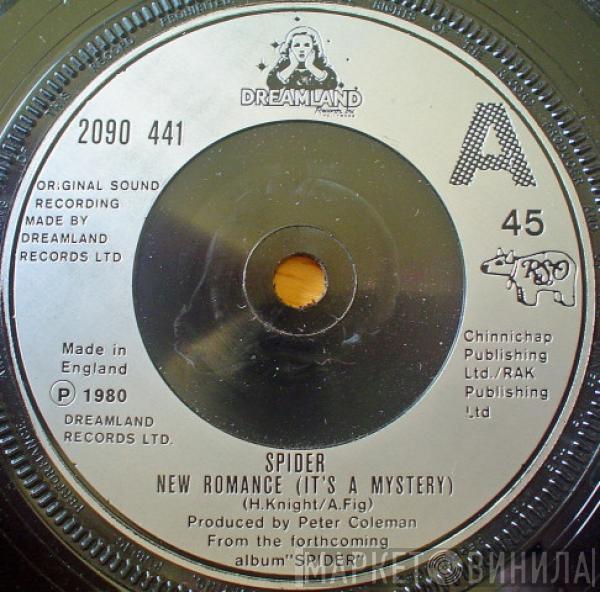 DREAMLAND
2090 441
A
ORIGINAL SOUND
RECORDING
MADE BY
DREAMLAND
RECORDS LTD
45
RSO
Made in
England
℗ 1980
DREAMLAND
RECORDS LTD.
Chinnichap
Publishing
Ltd./RAK
Publishing
Ltd
SPIDER
NEW ROMANCE (IT'S A MYSTERY)
(H.Knight/A.Fig)
Produced by Peter Coleman
From the forthcoming
album"SPIDER"
МАРКЕТ ВИНИЛА